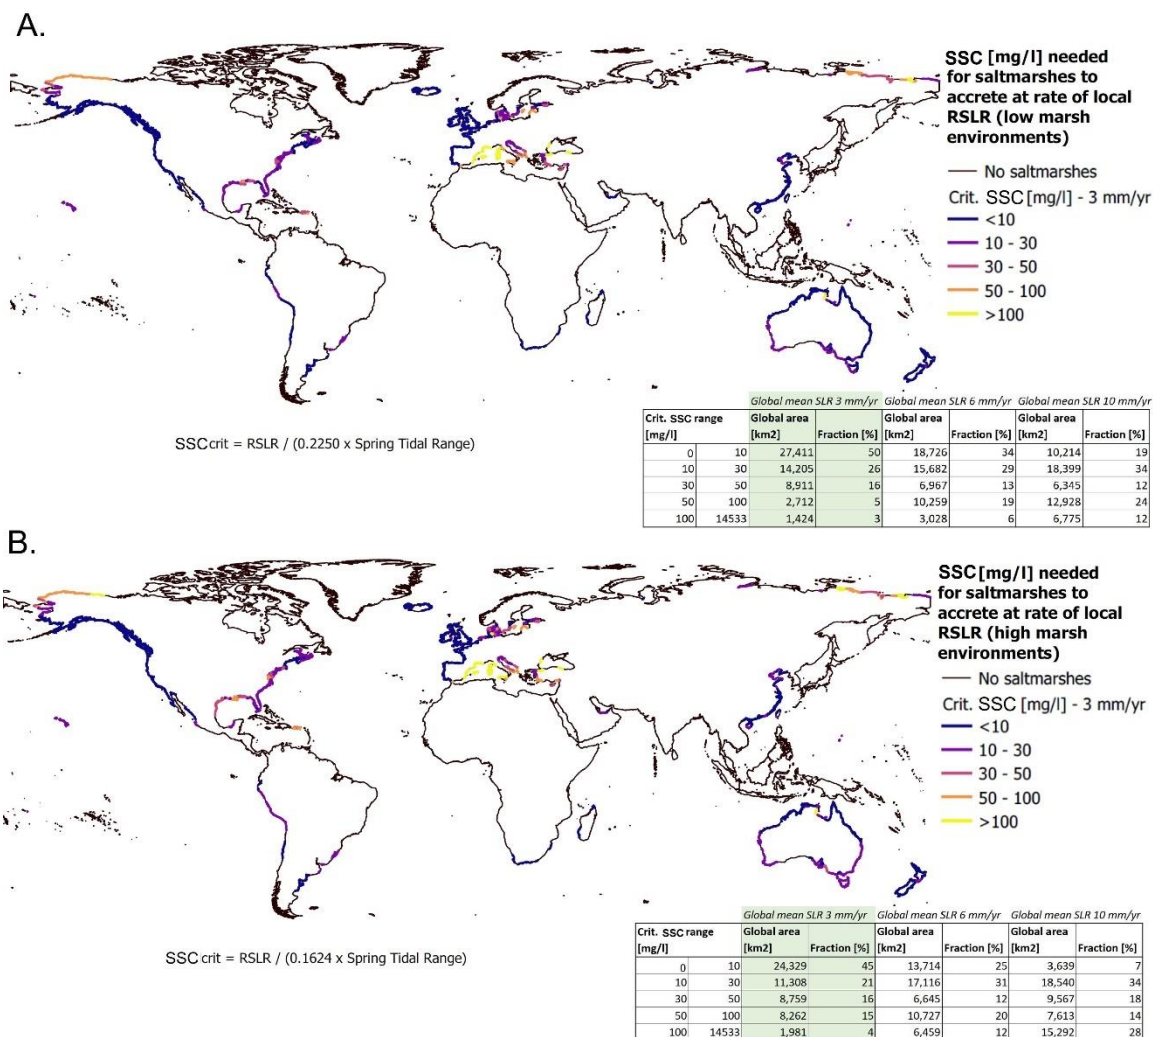 A.
SSC [mg/l] needed
for saltmarshes to
accrete at rate of local
RSLR (low marsh
environments)
No saltmarshes
Crit. SSC [mg/l] - 3 mm/yr
<10
10 - 30
30 - 50
50 - 100
>100
SSC crit = RSLR / (0.2250 x Spring Tidal Range)
Global mean SLR 3 mm/yr Global mean SLR 6 mm/yr Global mean SLR 10 mm/yr
Crit. SSC range Global area Global area Global area
[mg/l] [km2] Fraction [%] [km2] Fraction [%] [km2] Fraction [%]
0 10 27,411 50 18,726 34 10,214 19
10 30 14,205 26 15,682 29 18,399 34
30 50 8,911 16 6,967 13 6,345 12
50 100 2,712 5 10,259 19 12,928 24
100 14533 1,424 3 3,028 6 6,775 12
B.
SSC [mg/l] needed
for saltmarshes to
accrete at rate of local
RSLR (high marsh
environments)
No saltmarshes
Crit. SSC [mg/l] - 3 mm/yr
<10
10 - 30
30 - 50
50 - 100
>100
SSC crit = RSLR / (0.1624 x Spring Tidal Range)
Global mean SLR 3 mm/yr Global mean SLR 6 mm/yr Global mean SLR 10 mm/yr
Crit. SSC range Global area Global area Global area
[mg/l] [km2] Fraction [%] [km2] Fraction [%] [km2] Fraction [%]
0 10 24,329 45 13,714 25 3,639 7
10 30 11,308 21 17,116 31 18,540 34
30 50 8,759 16 6,645 12 9,567 18
50 100 8,262 15 10,727 20 7,613 14
100 14533 1,981 4 6,459 12 15,292 28